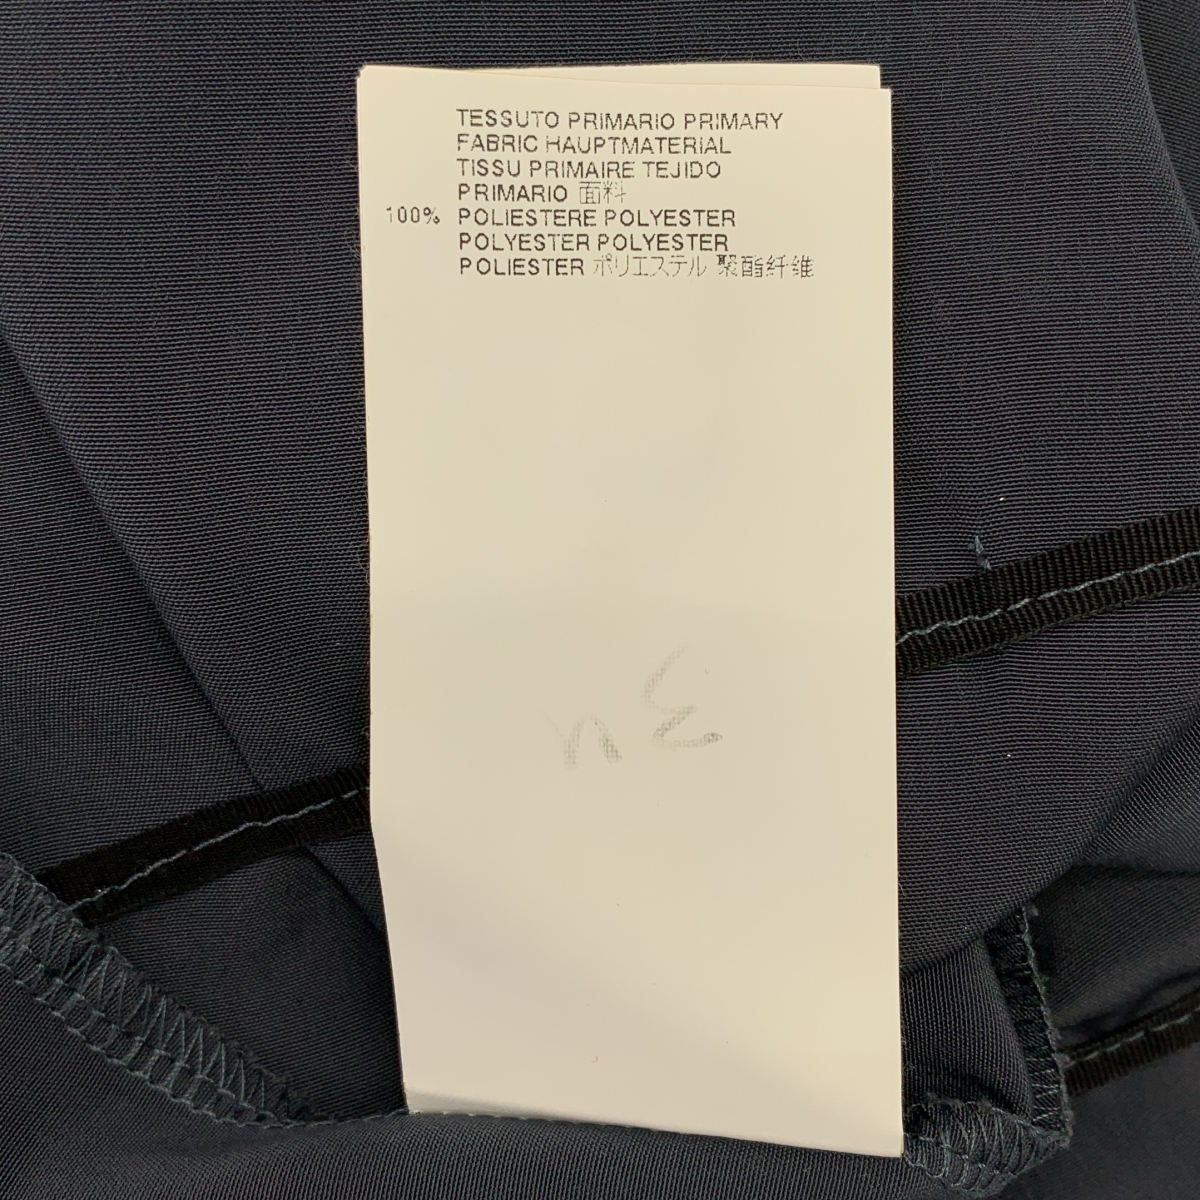 TESSUTO PRIMARIO PRIMARY
FABRIC HAUPTMATERIAL
TISSU PRIMAIRE TEJIDO
PRIMARIO 面料
100% POLIESTERE POLYESTER
POLYESTER POLYESTER
POLIESTER ポリエステル 聚酯纤维